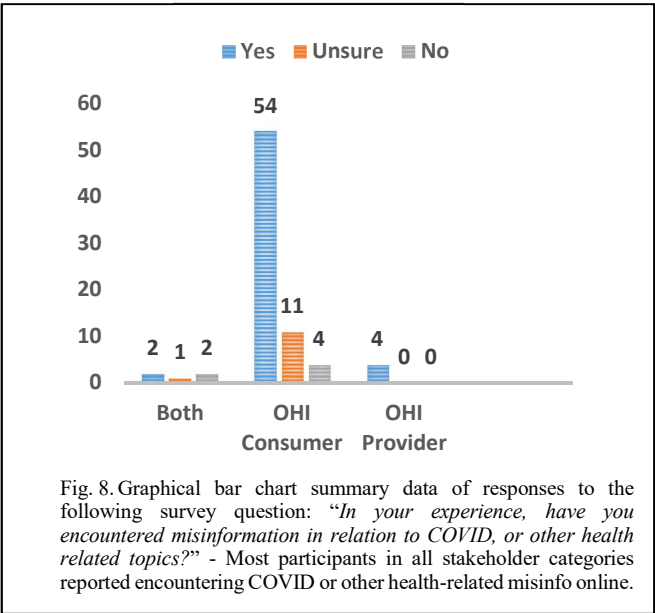 Yes Unsure No
60
50
40
30
20
10
0
2 1 2
54 11 4
4 0 0
Both
OHI Consumer
OHI Provider
Fig. 8. Graphical bar chart summary data of responses to the
following survey question: “In your experience, have you
encountered misinformation in relation to COVID, or other health
related topics?” - Most participants in all stakeholder categories
reported encountering COVID or other health-related misinfo online.